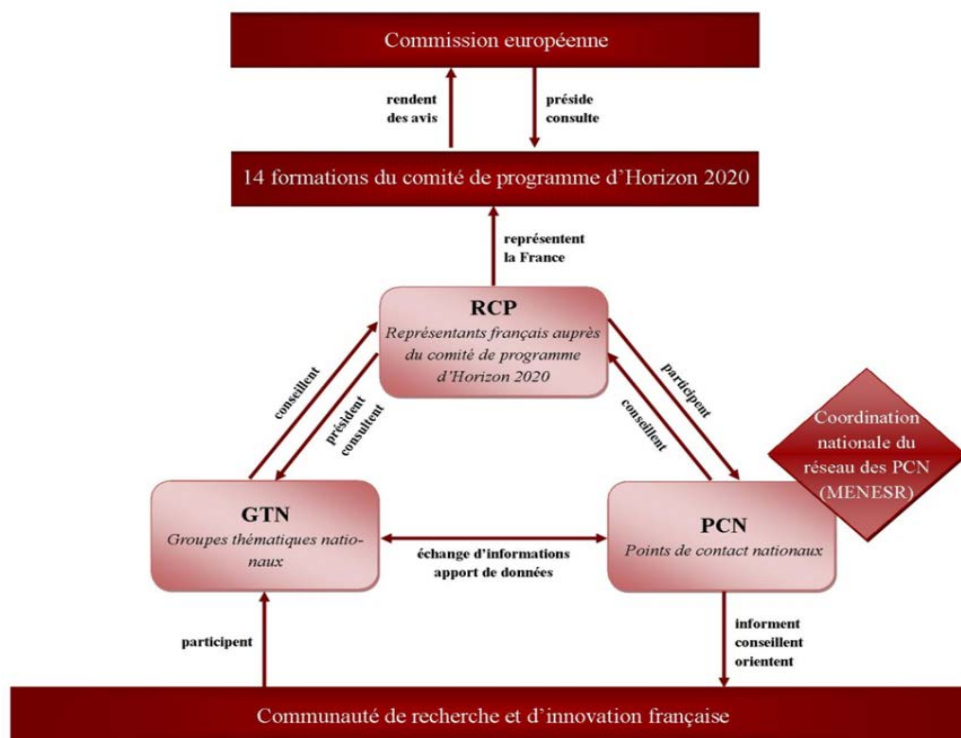 Commission européenne
rendent
des avis
préside
consulte
14 formations du comité de programme d'Horizon 2020
représentent
la France
RCP
Représentants français auprès
du comité de programme
d'Horizon 2020
conseillent
président
consultent
participent
conseillent
Coordination
nationale du
réseau des PCN
(MENESR)
GTN
Groupes thématiques natio-
naux
PCN
Points de contact nationaux
échange d'informations
apport de données
participent
informent
conseillent
orientent
Communauté de recherche et d'innovation française